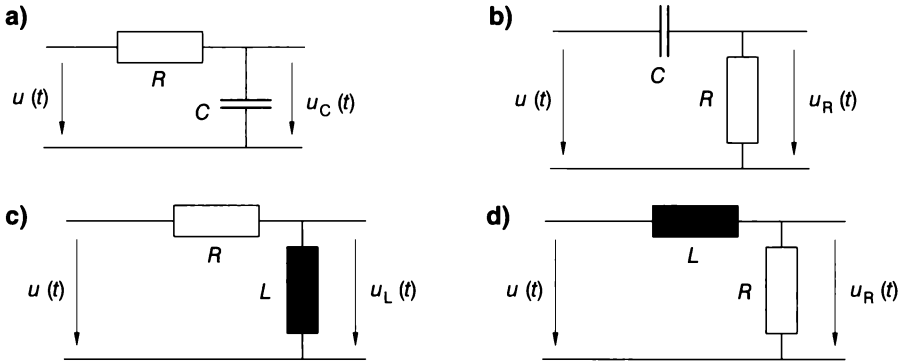 a)
R
u (t)
C
u_C (t)
b)
C
u (t)
R
u_R (t)
c)
R
u (t)
L
u_L (t)
d)
L
u (t)
R
u_R (t)